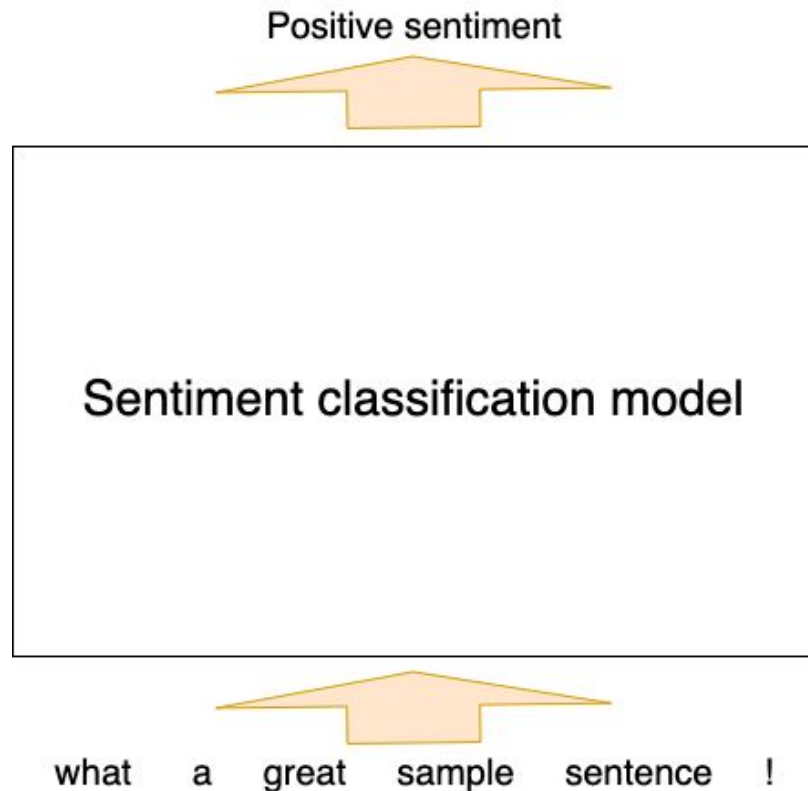 Positive sentiment
Sentiment classification model
what a great sample sentence !